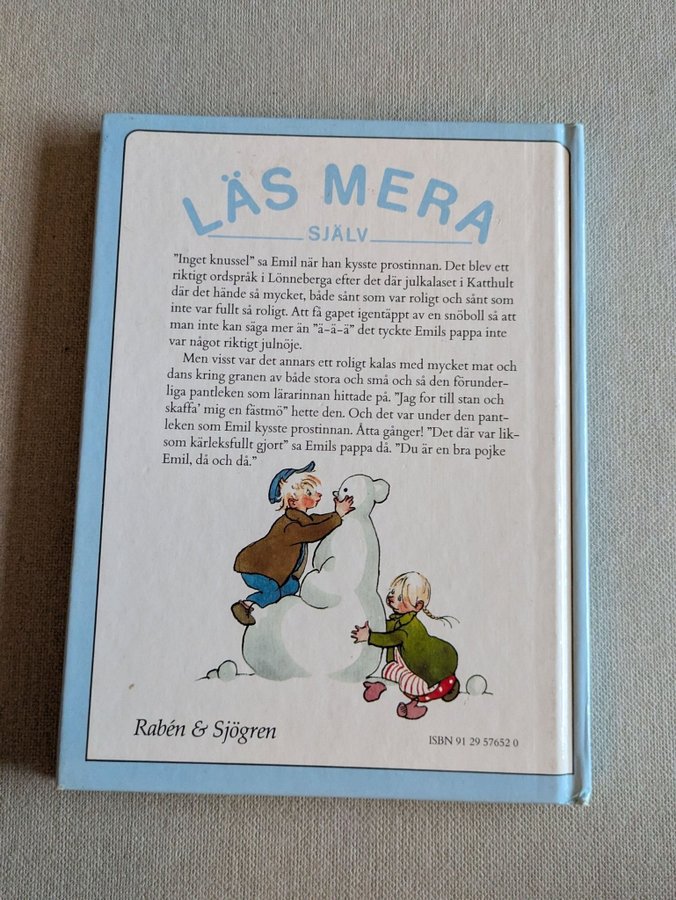 LÄS MERA
SJÄLV
"Inget knussel" sa Emil när han kysste prostinnan. Det blev ett
riktigt ordspråk i Lönneberga efter det där julkalaset i Katthult
där det hände så mycket, både sånt som var roligt och sånt som
inte var fullt så roligt. Att få gapet igentäppt av en snöboll så att
man inte kan säga mer än "ä-ä-ä" det tyckte Emils pappa inte
var något riktigt julnöje.
Men visst var det annars ett roligt kalas med mycket mat och
dans kring granen av både stora och små och så den förunder-
liga pantleken som lärarinnan hittade på. "Jag for till stan och
skaffa' mig en fästmö" hette den. Och det var under den pant-
leken som Emil kysste prostinnan. Åtta gånger! "Det där var lik-
som kärleksfullt gjort" sa Emils pappa då. "Du är en bra pojke
Emil, då och då."
Rabén & Sjögren
ISBN 91 29 57652 0